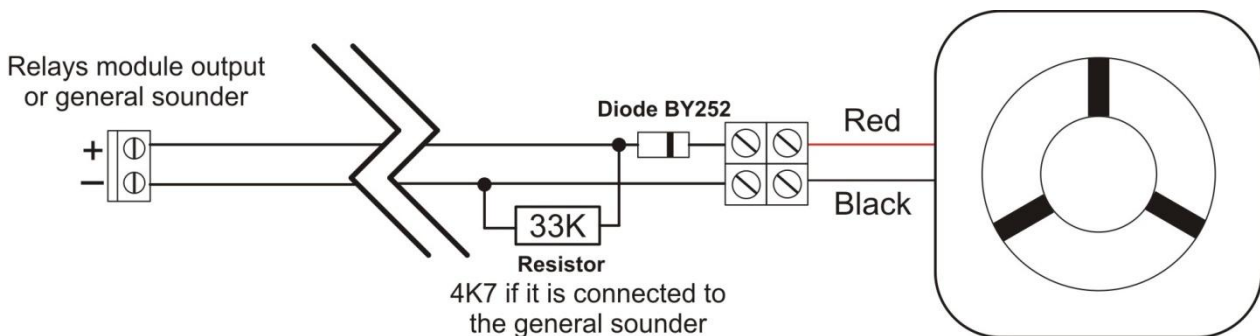 Relays module output
or general sounder
+
−
Diode BY252
Red
Black
33K
Resistor
4K7 if it is connected to
the general sounder